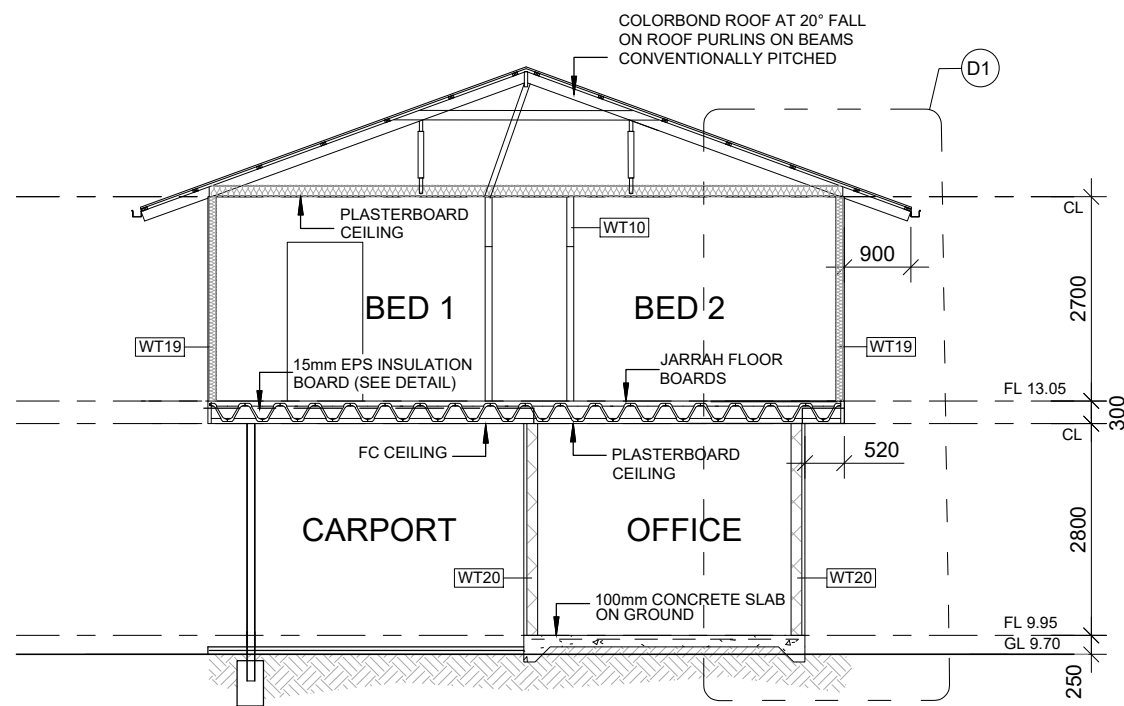 COLORBOND ROOF AT 20° FALL
ON ROOF PURLINS ON BEAMS
CONVENTIONALLY PITCHED
D1
CL
PLASTERBOARD
CEILING
WT10
900
2700
BED 1
BED 2
WT19
15mm EPS INSULATION
BOARD (SEE DETAIL)
JARRAH FLOOR
BOARDS
WT19
FL 13.05
300
CL
FC CEILING
PLASTERBOARD
CEILING
520
CARPORT
OFFICE
2800
WT20
WT20
100mm CONCRETE SLAB
ON GROUND
FL 9.95
GL 9.70
250